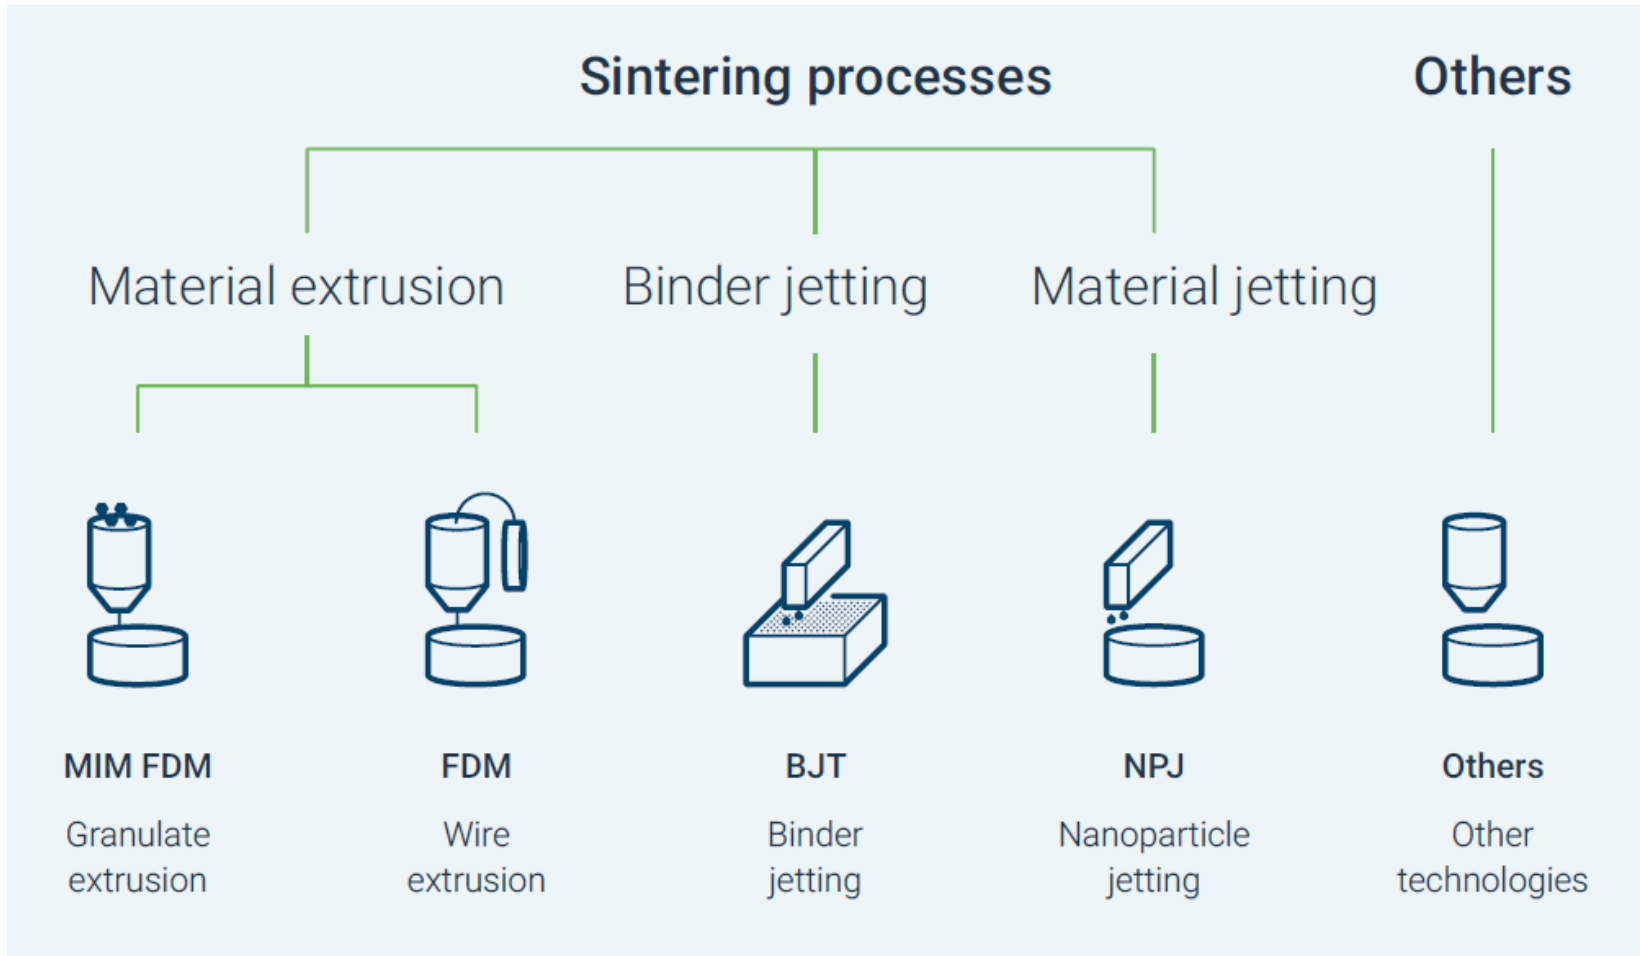 Sintering processes
Others
Material extrusion
Binder jetting
Material jetting
MIM FDM
Granulate
extrusion
FDM
Wire
extrusion
BJT
Binder
jetting
NPJ
Nanoparticle
jetting
Others
Other
technologies